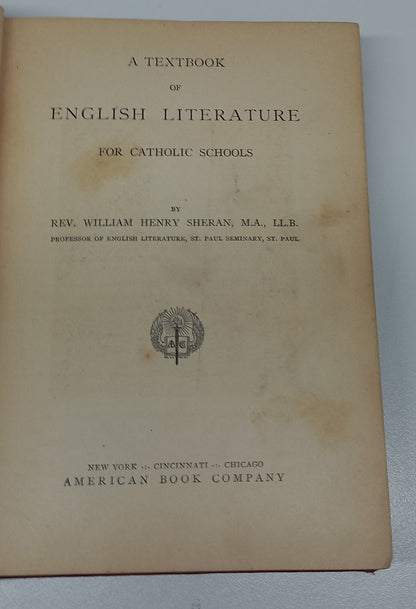 A TEXTBOOK
OF
ENGLISH LITERATURE
FOR CATHOLIC SCHOOLS
BY
REV. WILLIAM HENRY SHERAN, M.A., LL.B.
PROFESSOR OF ENGLISH LITERATURE, ST. PAUL SEMINARY, ST. PAUL
NEW YORK ·:· CINCINNATI ·:· CHICAGO
AMERICAN BOOK COMPANY